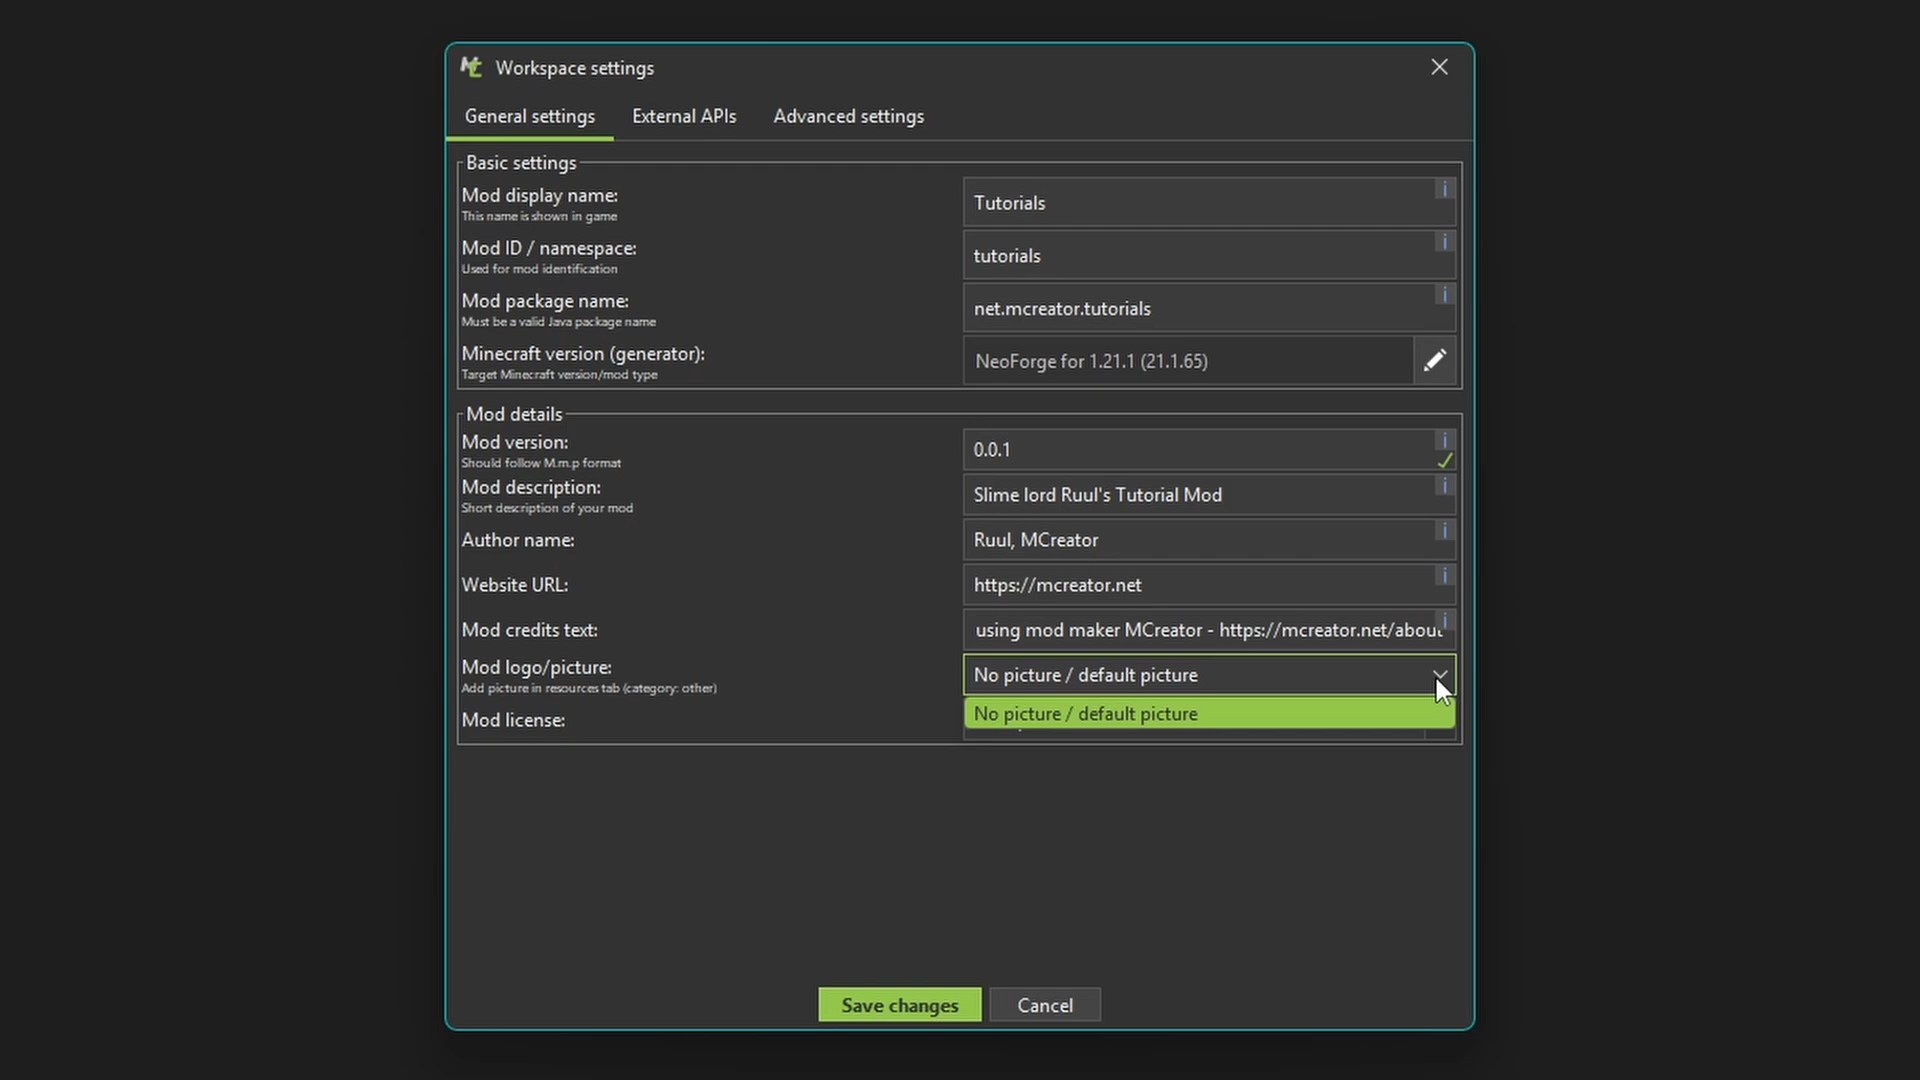 Workspace settings
General settings External APIs Advanced settings
Basic settings
Mod display name:
This name is shown in game
Tutorials
Mod ID / namespace:
Used for mod identification
tutorials
Mod package name:
Must be a valid Java package name
net.mcreator.tutorials
Minecraft version (generator):
Target Minecraft version/mod type
NeoForge for 1.21.1 (21.1.65)
Mod details
Mod version:
Should follow M.m.p format
0.0.1
Mod description:
Short description of your mod
Slime lord Ruul's Tutorial Mod
Author name:
Ruul, MCreator
Website URL:
https://mcreator.net
Mod credits text:
using mod maker MCreator - https://mcreator.net/about
Mod logo/picture:
Add picture in resources tab (category: other)
No picture / default picture
No picture / default picture
Mod license:
Save changes Cancel